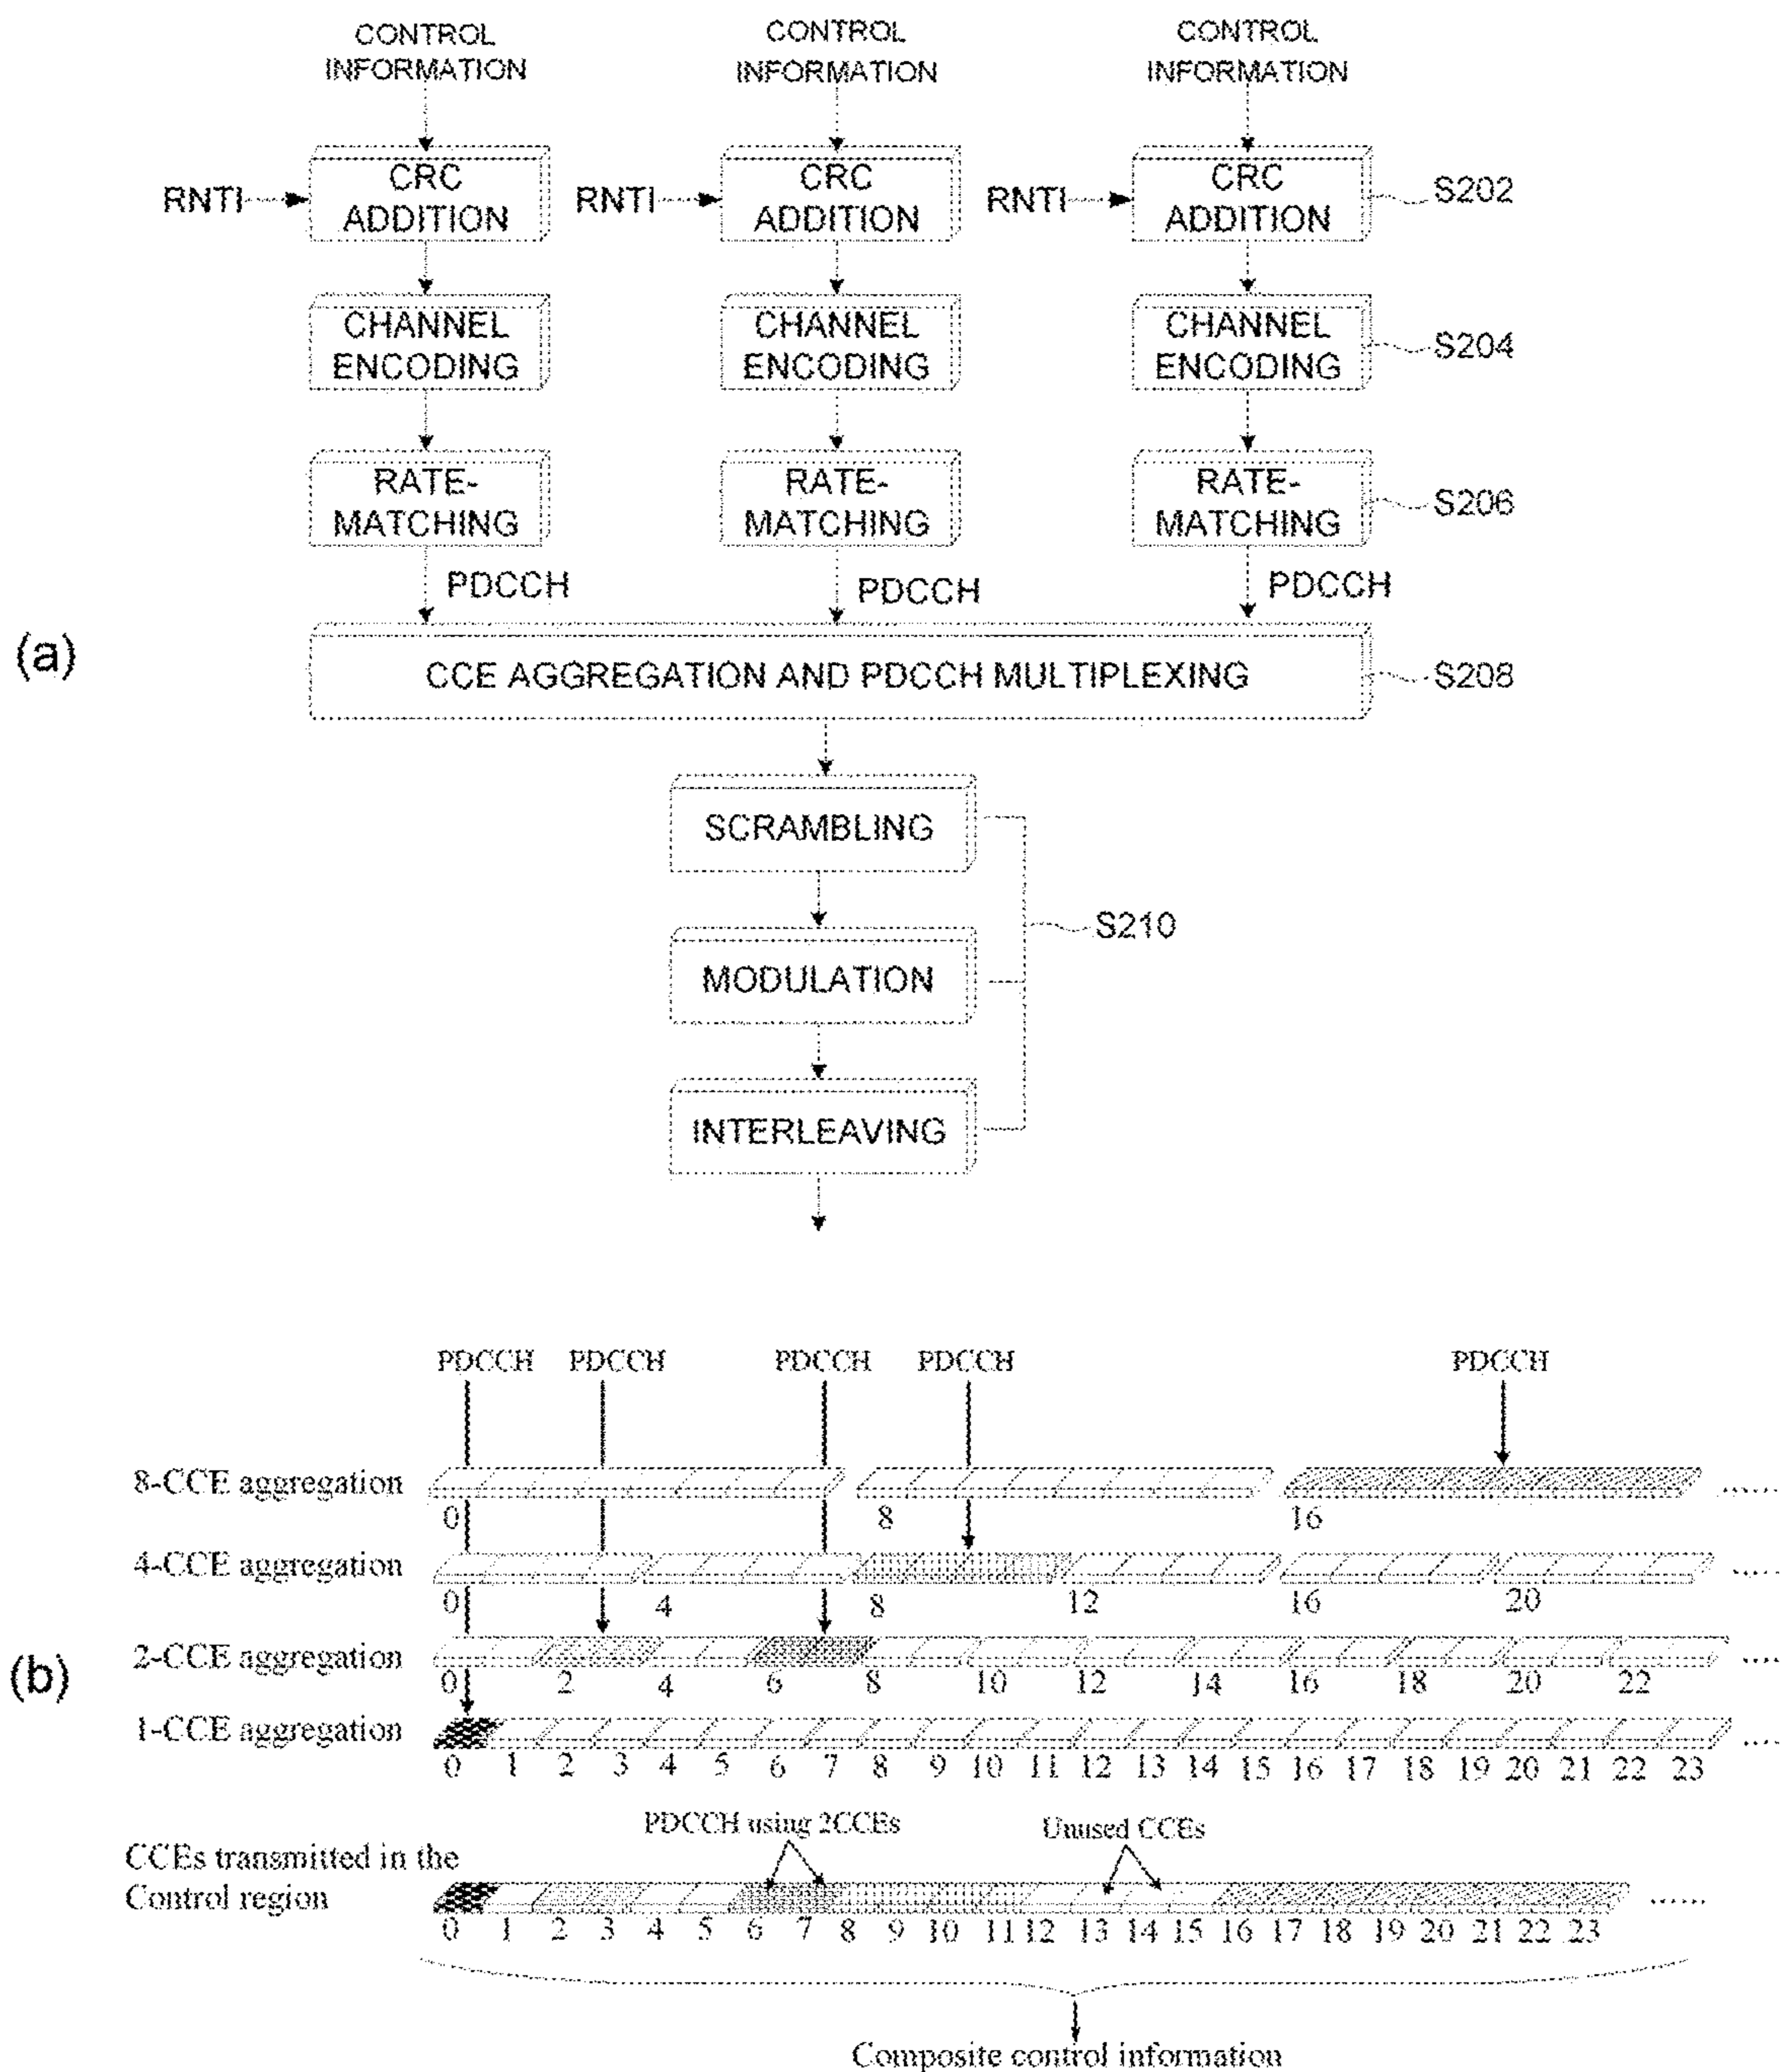 CONTROL INFORMATION
CONTROL INFORMATION
CONTROL INFORMATION
RNTI
CRC ADDITION
RNTI
CRC ADDITION
RNTI
CRC ADDITION
S202
CHANNEL ENCODING
CHANNEL ENCODING
CHANNEL ENCODING
S204
RATE-MATCHING
RATE-MATCHING
RATE-MATCHING
S206
PDCCH
PDCCH
PDCCH
(a)
CCE AGGREGATION AND PDCCH MULTIPLEXING
S208
SCRAMBLING
S210
MODULATION
INTERLEAVING
PDCCH PDCCH PDCCH PDCCH PDCCH
8-CCE aggregation
......
0 8 16
4-CCE aggregation
....
0 4 8 12 16 20
(b)
2-CCE aggregation
....
0 2 4 6 8 10 12 14 16 18 20 22
1-CCE aggregation
....
0 1 2 3 4 5 6 7 8 9 10 11 12 13 14 15 16 17 18 19 20 21 22 23
PDCCH using 2CCEs
Unused CCEs
CCEs transmitted in the
Control region
......
0 1 2 3 4 5 6 7 8 9 10 11 12 13 14 15 16 17 18 19 20 21 22 23
Composite control information